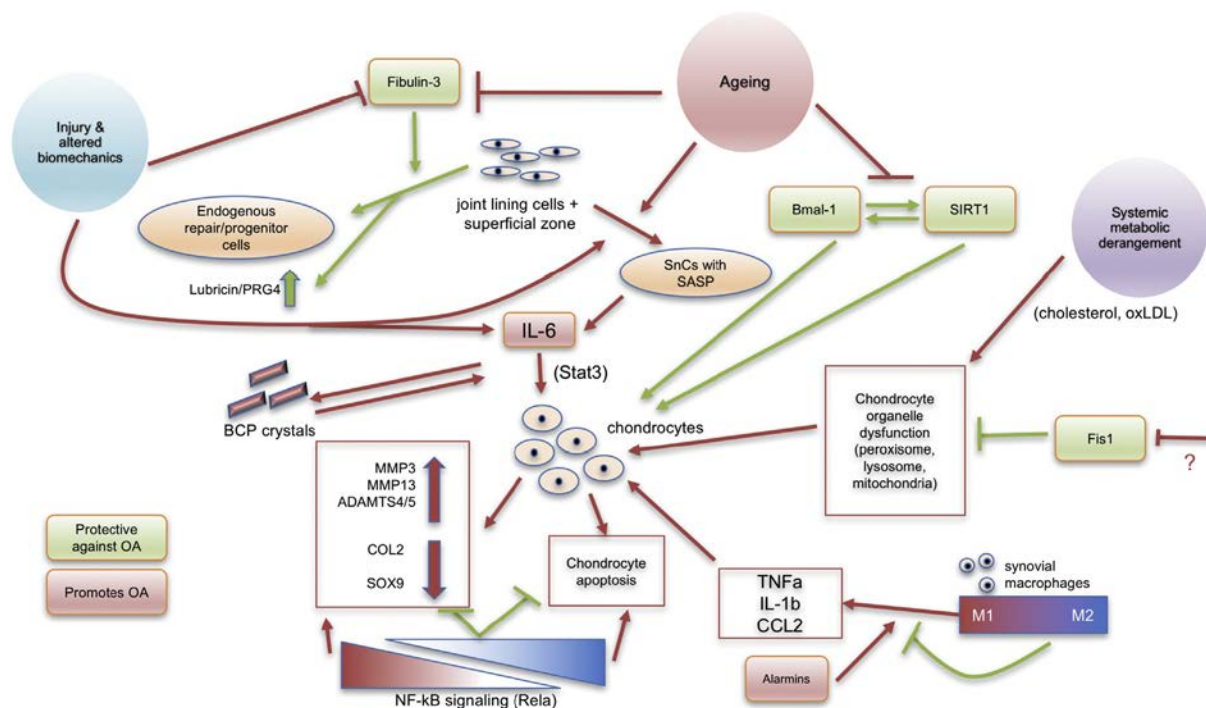 Fibulin-3
Ageing
Injury &
altered
biomechanics
joint lining cells +
superficial zone
Endogenous
repair/progenitor
cells
Bmal-1
SIRT1
Systemic
metabolic
derangement
Lubricin/PRG4
SnCs with
SASP
(cholesterol, oxLDL)
IL-6
(Stat3)
BCP crystals
chondrocytes
Chondrocyte
organelle
dysfunction
(peroxisome,
lysosome,
mitochondria)
Fis1
?
MMP3
MMP13
ADAMTS4/5
COL2
SOX9
Chondrocyte
apoptosis
Protective
against OA
Promotes OA
TNFa
IL-1b
CCL2
synovial
macrophages
M1
M2
Alarmins
NF-kB signaling (Rela)